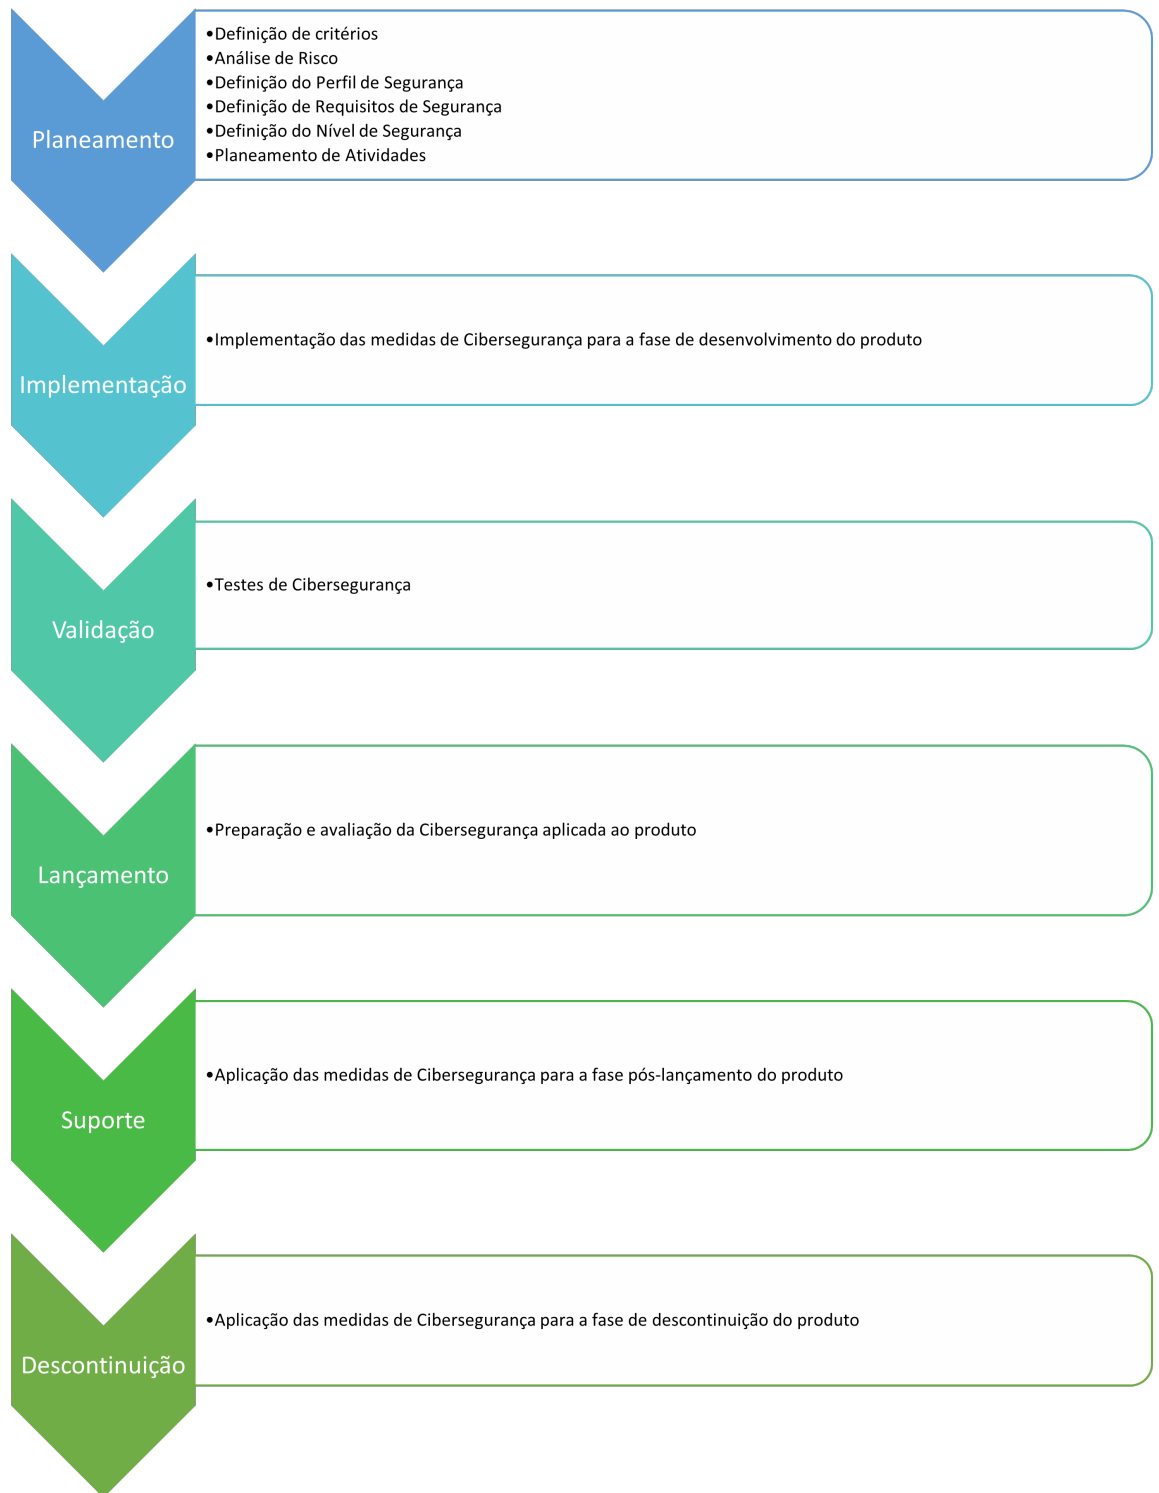 Planeamento
•Definição de critérios
•Análise de Risco
•Definição do Perfil de Segurança
•Definição de Requisitos de Segurança
•Definição do Nível de Segurança
•Planeamento de Atividades
Implementação
•Implementação das medidas de Cibersegurança para a fase de desenvolvimento do produto
Validação
•Testes de Cibersegurança
Lançamento
•Preparação e avaliação da Cibersegurança aplicada ao produto
Suporte
•Aplicação das medidas de Cibersegurança para a fase pós-lançamento do produto
Descontinuição
•Aplicação das medidas de Cibersegurança para a fase de descontinuição do produto